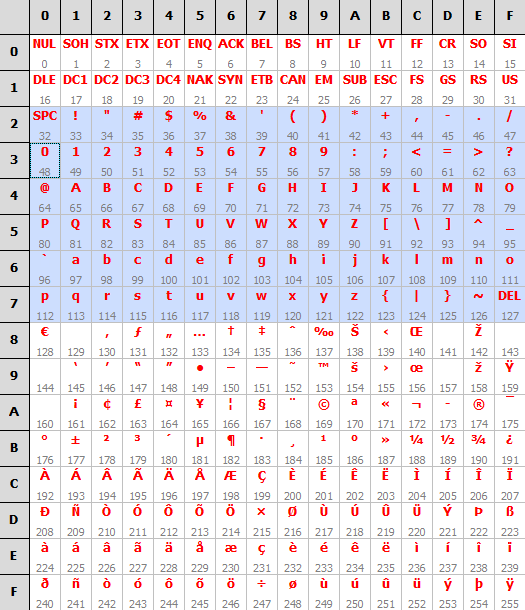 0 1 2 3 4 5 6 7 8 9 A B C D E F
0 NUL SOH STX ETX EOT ENQ ACK BEL BS HT LF VT FF CR SO SI
0 1 2 3 4 5 6 7 8 9 10 11 12 13 14 15
1 DLE DC1 DC2 DC3 DC4 NAK SYN ETB CAN EM SUB ESC FS GS RS US
16 17 18 19 20 21 22 23 24 25 26 27 28 29 30 31
2 SPC ! " # $ % & ' ( ) * + , - . /
32 33 34 35 36 37 38 39 40 41 42 43 44 45 46 47
3 0 1 2 3 4 5 6 7 8 9 : ; < = > ?
48 49 50 51 52 53 54 55 56 57 58 59 60 61 62 63
4 @ A B C D E F G H I J K L M N O
64 65 66 67 68 69 70 71 72 73 74 75 76 77 78 79
5 P Q R S T U V W X Y Z [ \ ] ^ _
80 81 82 83 84 85 86 87 88 89 90 91 92 93 94 95
6 ` a b c d e f g h i j k l m n o
96 97 98 99 100 101 102 103 104 105 106 107 108 109 110 111
7 p q r s t u v w x y z { | } ~ DEL
112 113 114 115 116 117 118 119 120 121 122 123 124 125 126 127
8 € ‚ ƒ „ … † ‡ ˆ ‰ Š ‹ Œ Ž
128 129 130 131 132 133 134 135 136 137 138 139 140 141 142 143
9 ‘ ’ “ ” • – — ˜ ™ š › œ ž Ÿ
144 145 146 147 148 149 150 151 152 153 154 155 156 157 158 159
A ¡ ¢ £ ¤ ¥ ¦ § ¨ © ª « ¬ - ® ¯
160 161 162 163 164 165 166 167 168 169 170 171 172 173 174 175
B ° ± ² ³ ´ µ ¶ · ¸ ¹ º » ¼ ½ ¾ ¿
176 177 178 179 180 181 182 183 184 185 186 187 188 189 190 191
C À Á Â Ã Ä Å Æ Ç È É Ê Ë Ì Í Î Ï
192 193 194 195 196 197 198 199 200 201 202 203 204 205 206 207
D Ð Ñ Ò Ó Ô Õ Ö × Ø Ù Ú Û Ü Ý Þ ß
208 209 210 211 212 213 214 215 216 217 218 219 220 221 222 223
E à á â ã ä å æ ç è é ê ë ì í î ï
224 225 226 227 228 229 230 231 232 233 234 235 236 237 238 239
F ð ñ ò ó ô õ ö ÷ ø ù ú û ü ý þ ÿ
240 241 242 243 244 245 246 247 248 249 250 251 252 253 254 255